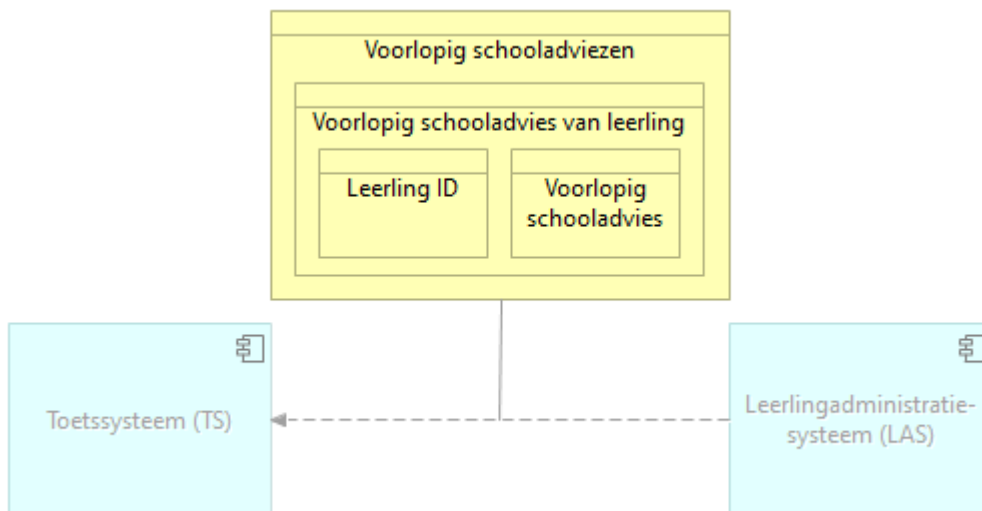 Voorlopig schooladviezen
Voorlopig schooladvies van leerling
Leerling ID
Voorlopig
schooladvies
Toetssysteem (TS)
Leerlingadministratie-
systeem (LAS)